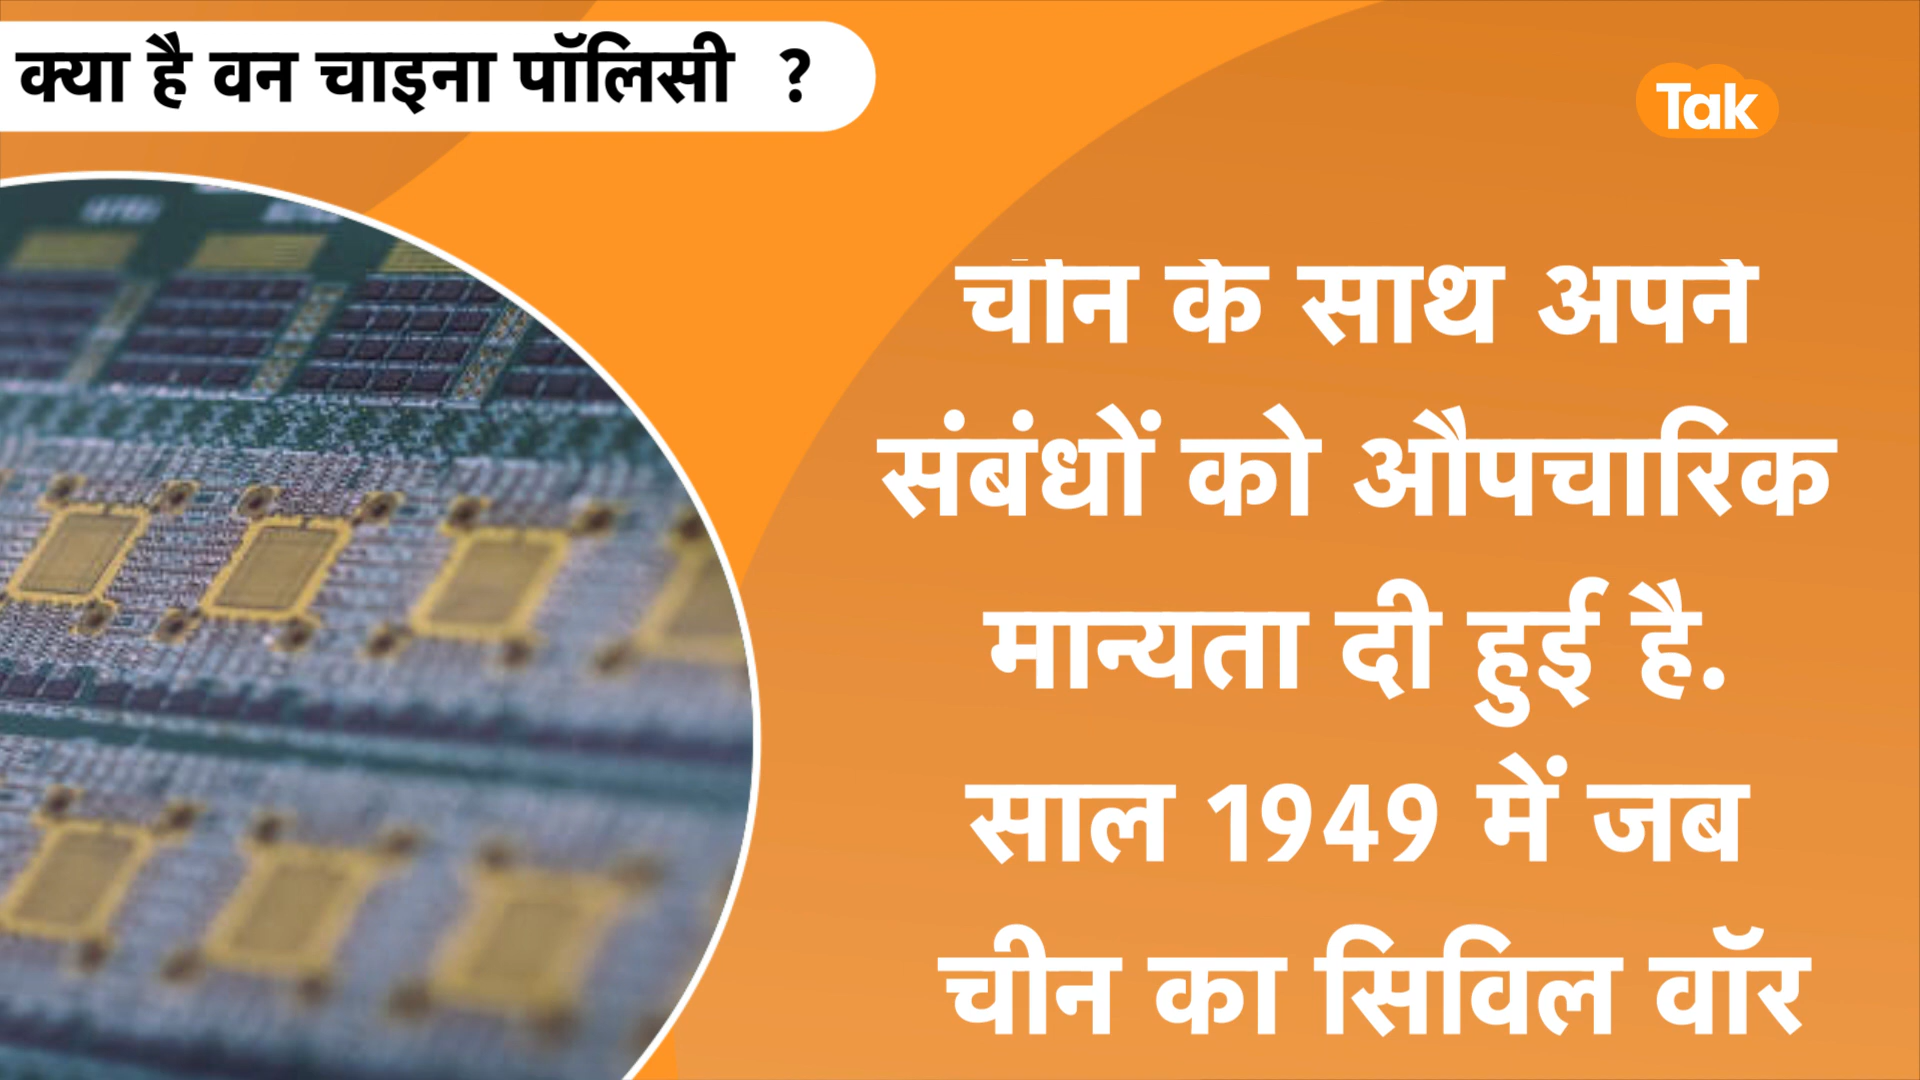 क्या है वन चाइना पॉलिसी ?
Tak
चीन के साथ अपने
संबंधों को औपचारिक
मान्यता दी हुई है.
साल 1949 में जब
चीन का सिविल वॉर